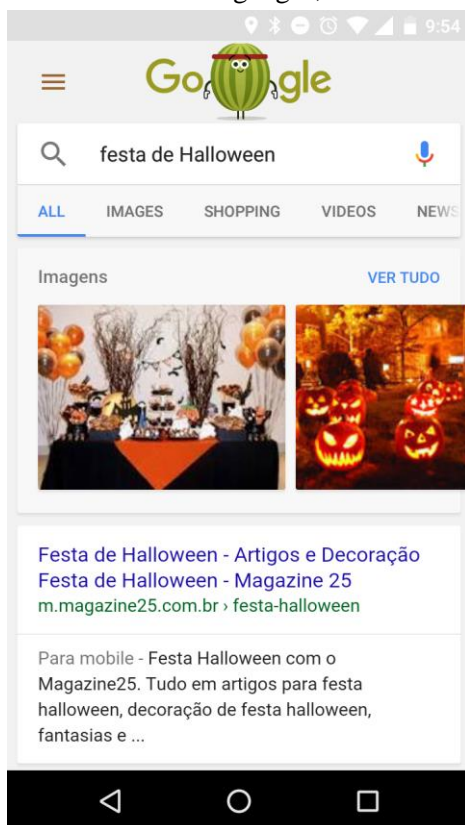 9:54
Google
festa de Halloween
ALL IMAGES SHOPPING VIDEOS NEWS
Imagens VER TUDO
Festa de Halloween - Artigos e Decoração
Festa de Halloween - Magazine 25
m.magazine25.com.br › festa-halloween
Para mobile - Festa Halloween com o
Magazine25. Tudo em artigos para festa
halloween, decoração de festa halloween,
fantasias e ...